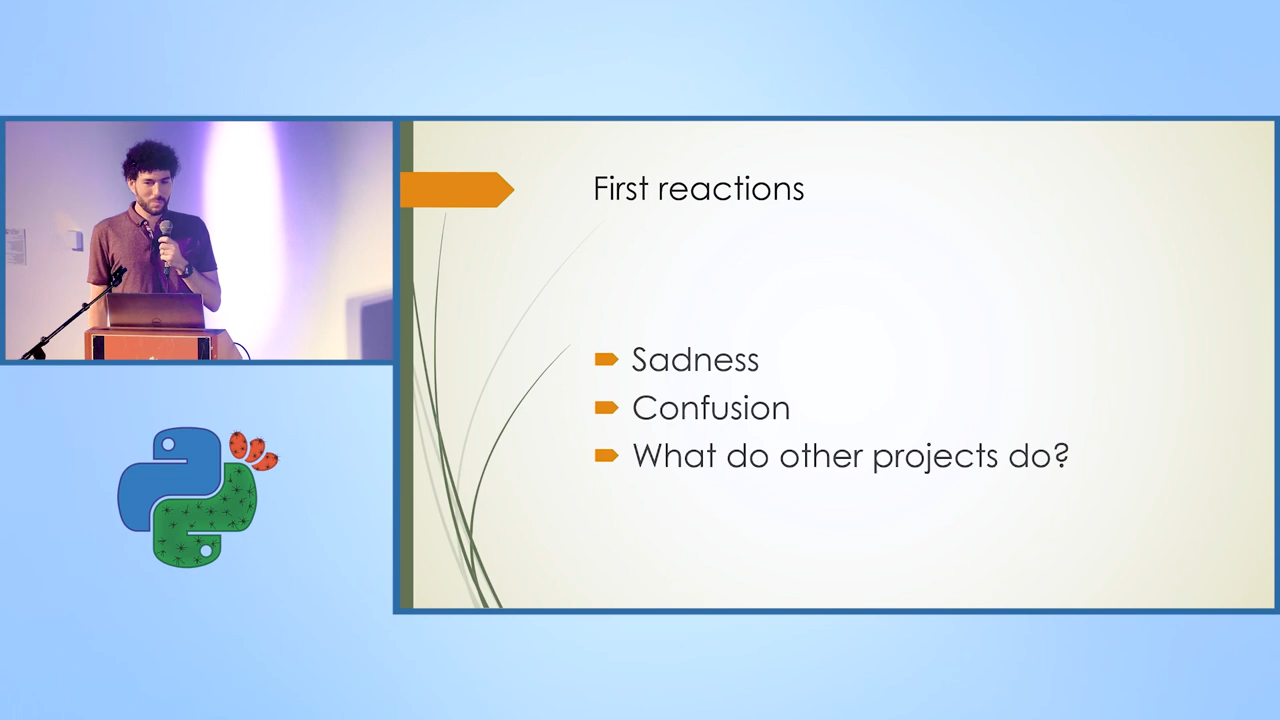 First reactions
Sadness
Confusion
What do other projects do?